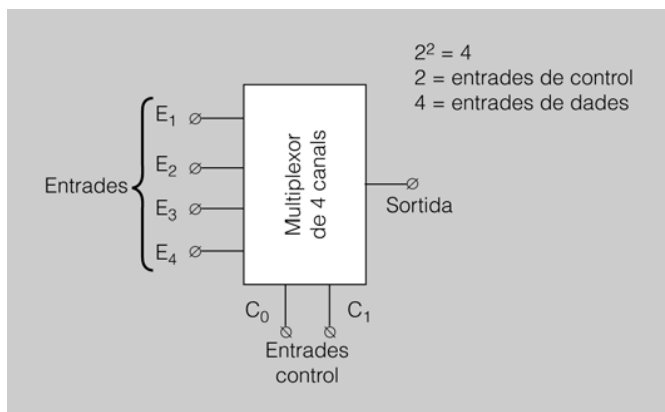 2² = 4
2 = entrades de control
4 = entrades de dades
E₁
E₂
Entrades
E₃
E₄
Multiplexor
de 4 canals
Sortida
C₀
C₁
Entrades
control